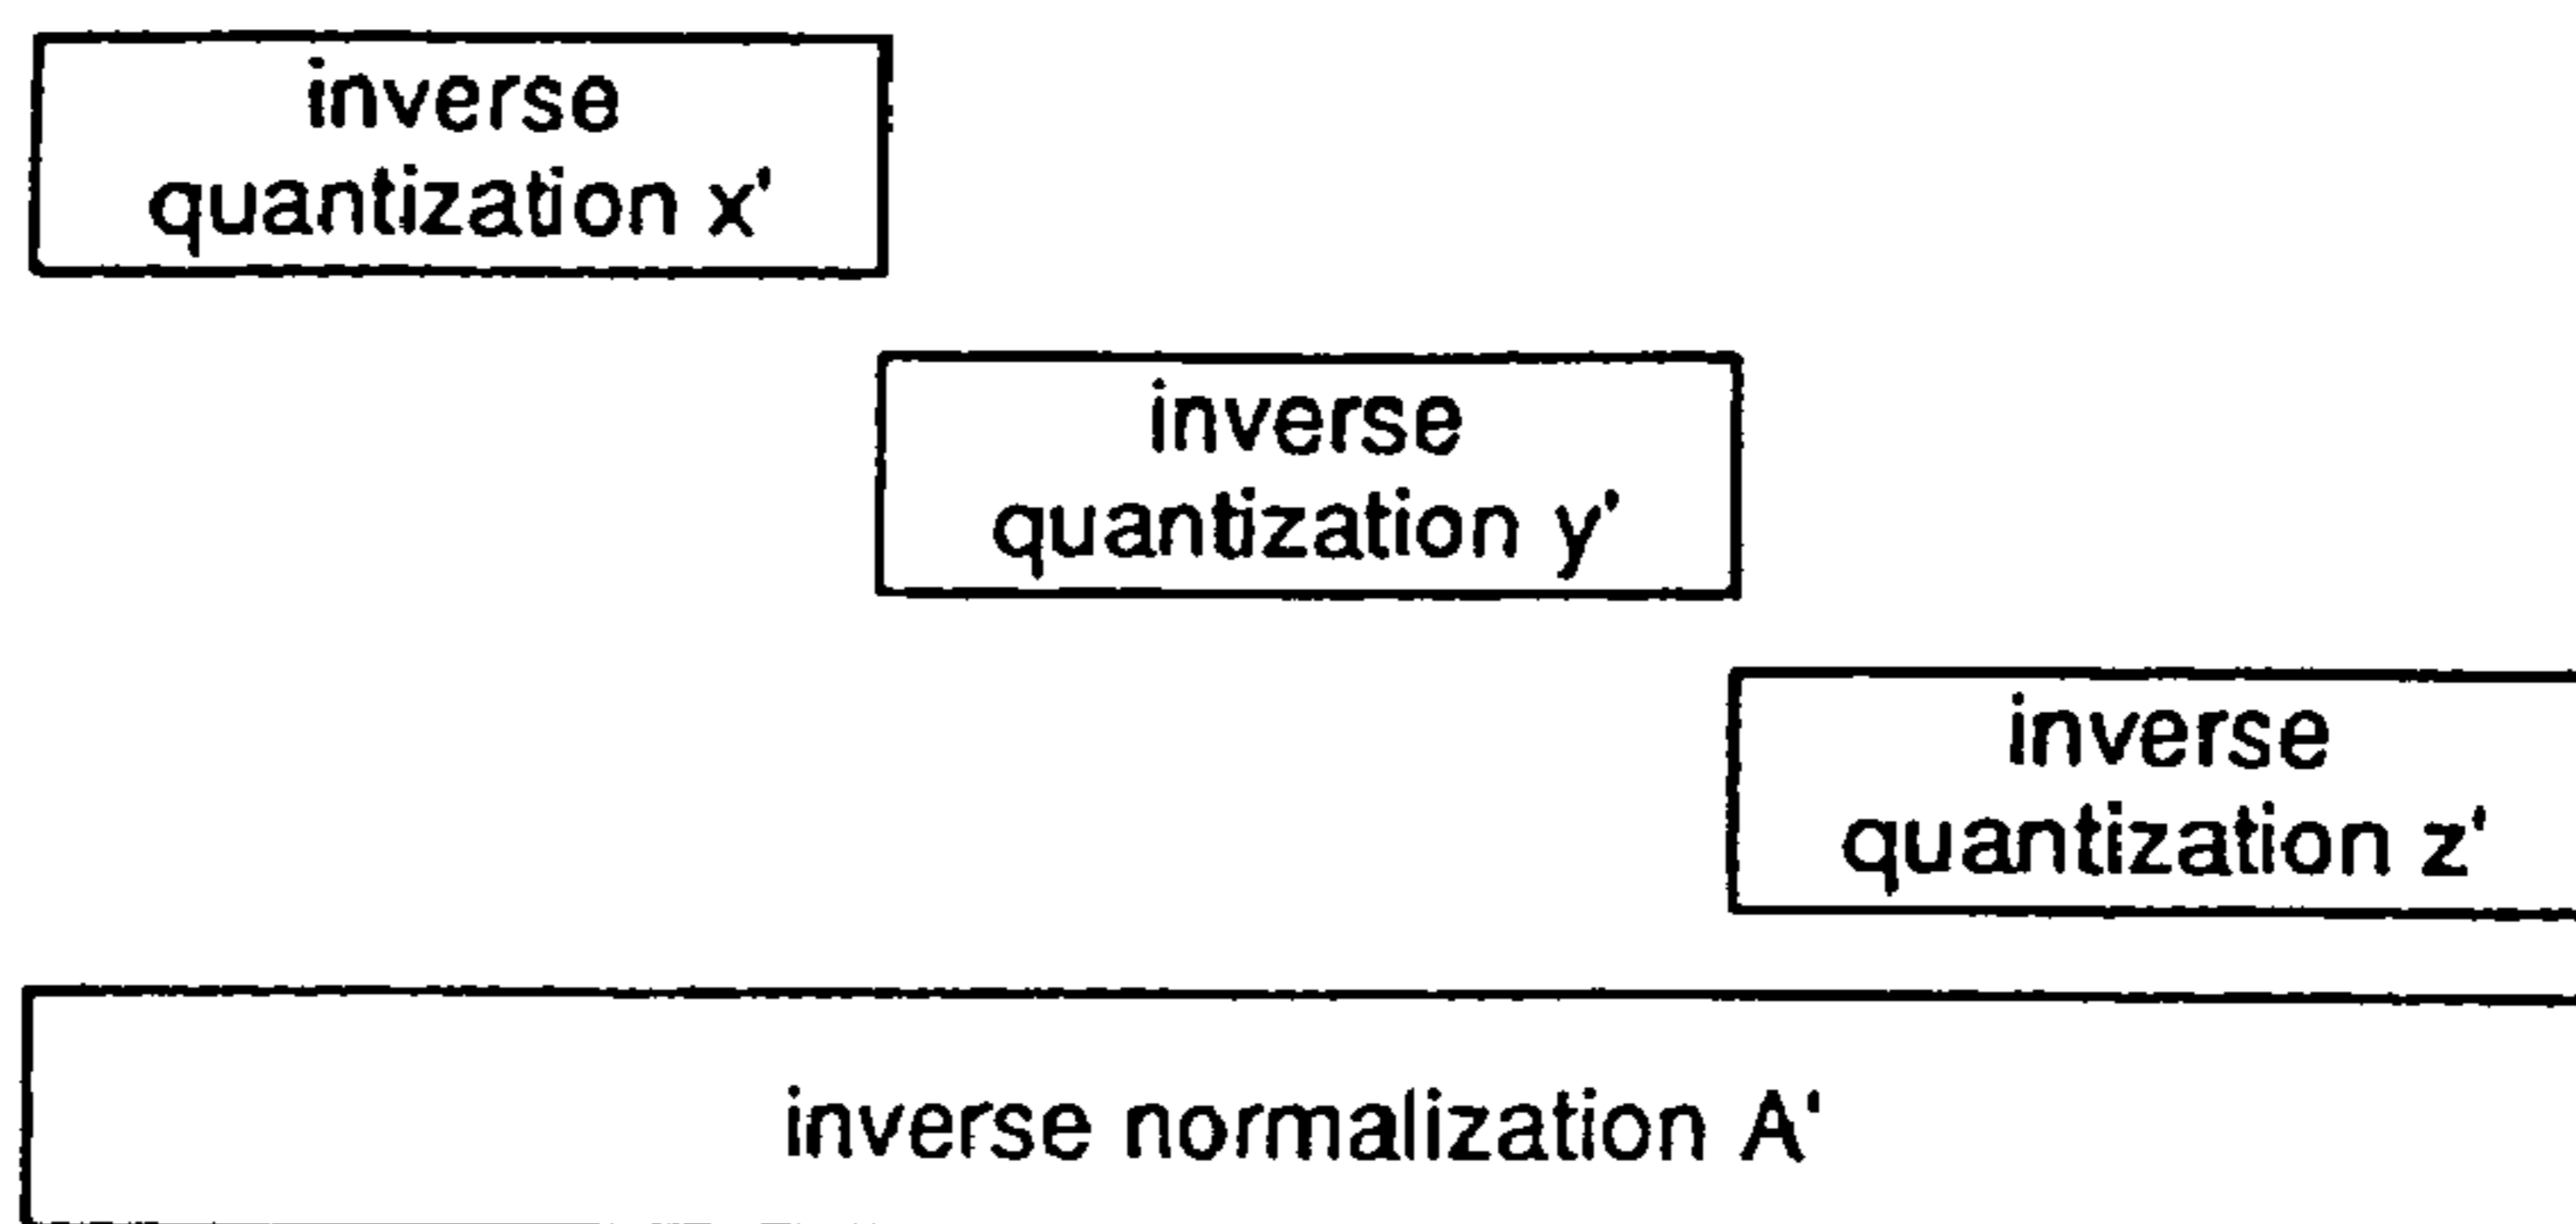 inverse
quantization x'
inverse
quantization y'
inverse
quantization z'
inverse normalization A'